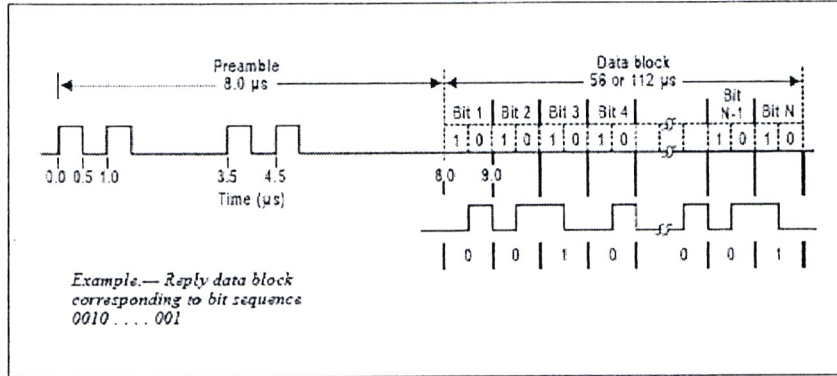 Preamble
8.0 µs
Data block
56 or 112 µs
Bit 1 Bit 2 Bit 3 Bit 4 Bit N-1 Bit N
1 0 1 0 1 0 1 0 1 0 1 0
0.0 0.5 1.0 3.5 4.5 8.0 9.0
Time (µs)
0 0 1 0 0 0 1
Example.— Reply data block
corresponding to bit sequence
0010 . . . . 001